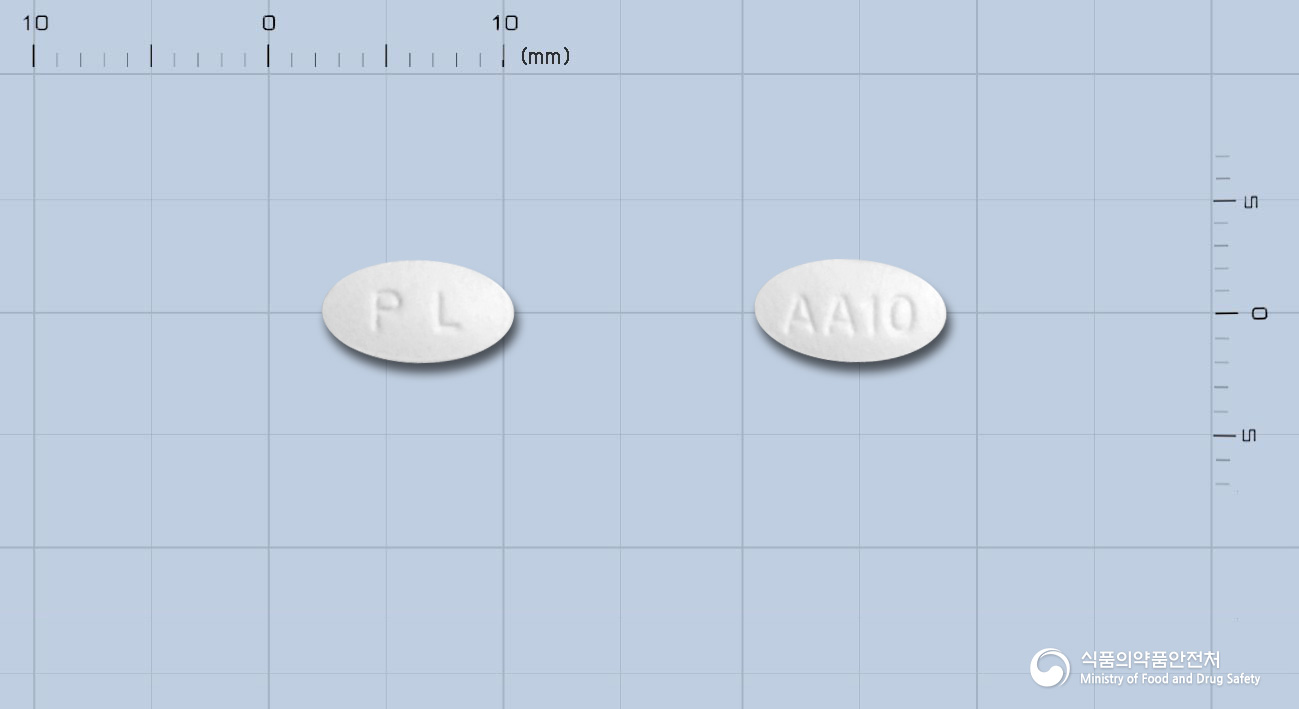 10 0 10
(mm)
5
P L
AA10
0
5
식품의약품안전처
Ministry of Food and Drug Safety